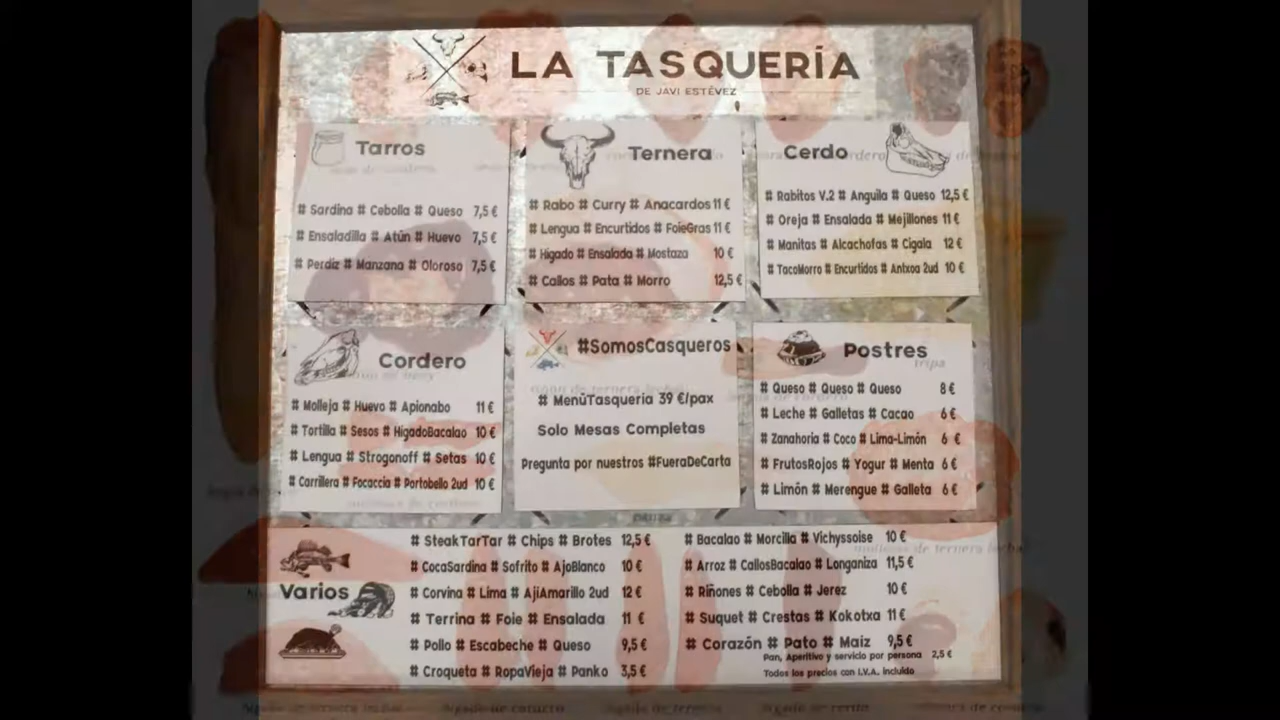 LA TASQUERÍA
DE JAVI ESTÉVEZ
Tarros
# Sardina # Cebolla # Queso 7,5 €
# Ensaladilla # Atún # Huevo 7,5 €
# Perdiz # Manzana # Oloroso 7,5 €
Ternera
# Rabo # Curry # Anacardos 11 €
# Lengua # Encurtidos # FoieGras 11 €
# Hígado # Ensalada # Mostaza 10 €
# Callos # Pata # Morro 12,5 €
Cerdo
# Rabitos V.2 # Anguila # Queso 12,5 €
# Oreja # Ensalada # Mejillones 11 €
# Manitas # Alcachofas # Cigala 12 €
# TacoMorro # Encurtidos # Antxoa 2ud 10 €
Cordero
# Molleja # Huevo # Apionabo 11 €
# Tortilla # Sesos # HígadoBacalao 10 €
# Lengua # Strogonoff # Setas 10 €
# Carrillera # Focaccia # Portobello 2ud 10 €
#SomosCasqueros
# MenúTasquería 39 €/pax
Solo Mesas Completas
Pregunta por nuestros #FueraDeCarta
Postres
# Queso # Queso # Queso 8 €
# Leche # Galletas # Cacao 6 €
# Zanahoria # Coco # Lima-Limón 6 €
# FrutosRojos # Yogur # Menta 6 €
# Limón # Merengue # Galleta 6 €
tripa
panza
Varios
# SteakTarTar # Chips # Brotes 12,5 €
# CocaSardina # Sofrito # AjoBlanco 10 €
# Corvina # Lima # AjíAmarillo 2ud 12 €
# Terrina # Foie # Ensalada 11 €
# Pollo # Escabeche # Queso 9,5 €
# Croqueta # RopaVieja # Panko 3,5 €
# Bacalao # Morcilla # Vichyssoise 10 €
# Arroz # CallosBacalao # Longaniza 11,5 €
# Riñones # Cebolla # Jerez 10 €
# Suquet # Crestas # Kokotxa 11 €
# Corazón # Pato # Maíz 9,5 €
Pan, Aperitivo y servicio por persona 2,5 €
Todos los precios con I.V.A. incluido